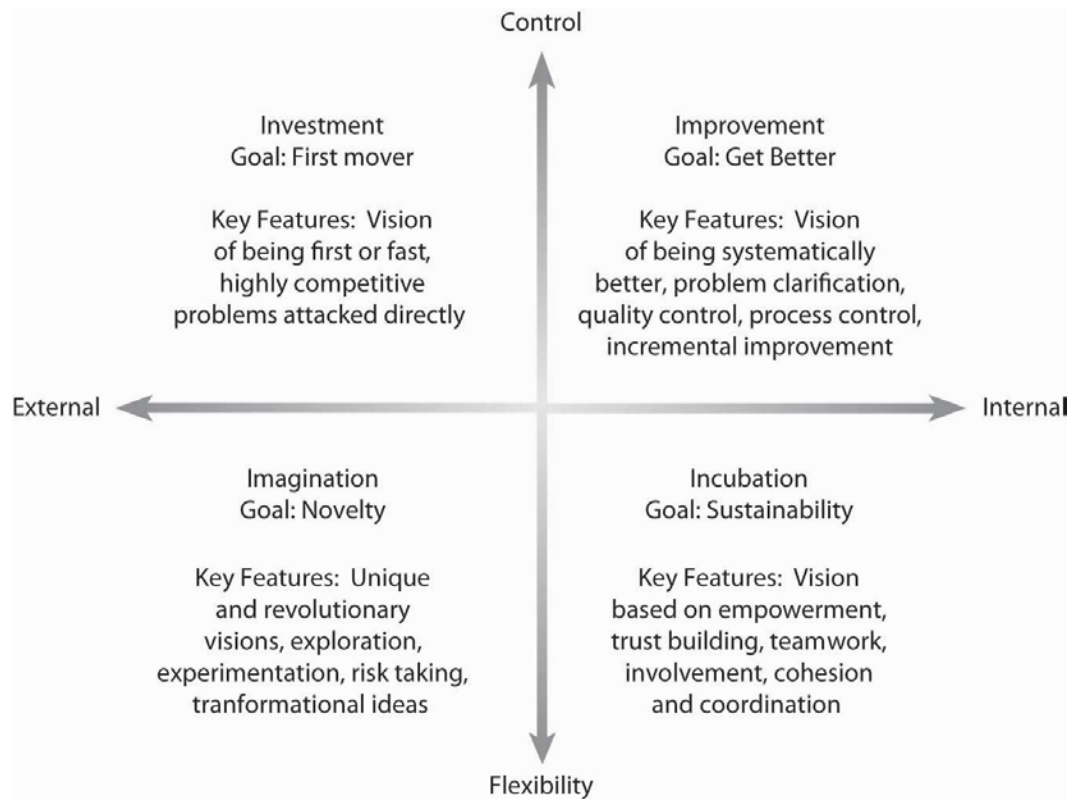 Control
Investment
Goal: First mover
Key Features: Vision
of being first or fast,
highly competitive
problems attacked directly
Improvement
Goal: Get Better
Key Features: Vision
of being systematically
better, problem clarification,
quality control, process control,
incremental improvement
External
Internal
Imagination
Goal: Novelty
Key Features: Unique
and revolutionary
visions, exploration,
experimentation, risk taking,
tranformational ideas
Incubation
Goal: Sustainability
Key Features: Vision
based on empowerment,
trust building, teamwork,
involvement, cohesion
and coordination
Flexibility